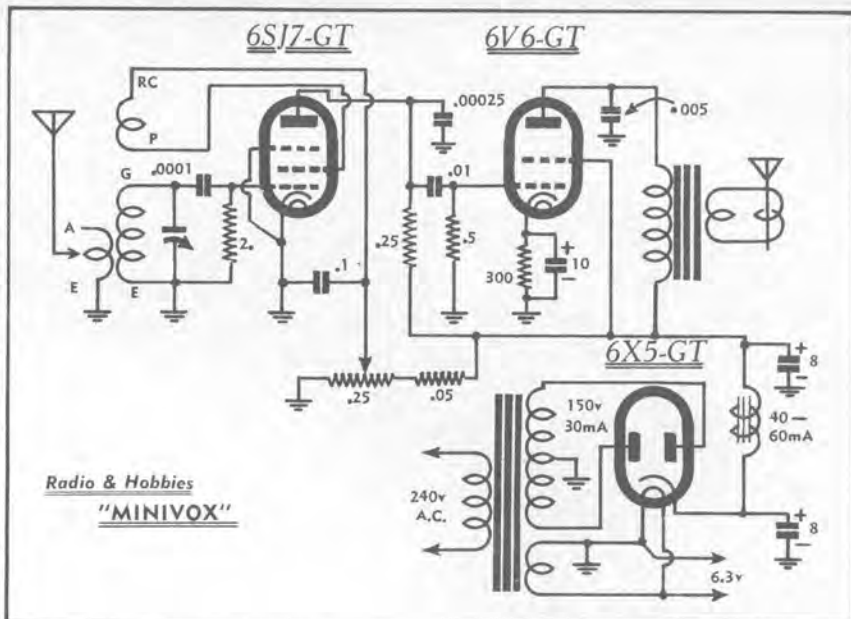 6SJ7-GT
6V6-GT
RC
P
.00025
.005
.0001
.01
G
A
2.
.25
.5
E
E
.1
300
+
10
−
6X5-GT
+
8
−
.25
.05
150v
30mA
40 —
60mA
240v
A.C.
+
8
−
6.3v
Radio & Hobbies
"MINIVOX"